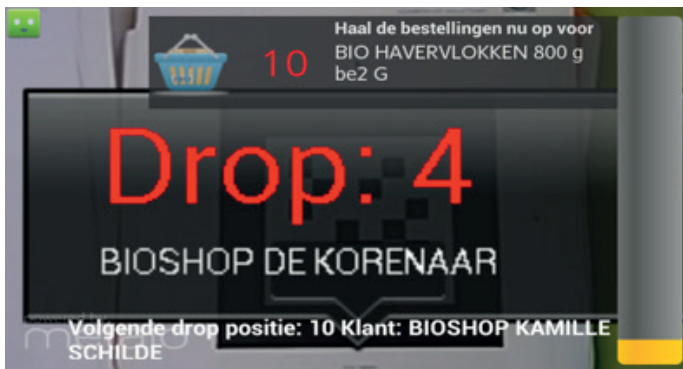 Haal de bestellingen nu op voor
10
BIO HAVERVLOKKEN 800 g
be2 G
Drop: 4
BIOSHOP DE KORENAAR
Volgende drop positie: 10 Klant: BIOSHOP KAMILLE
SCHILDE